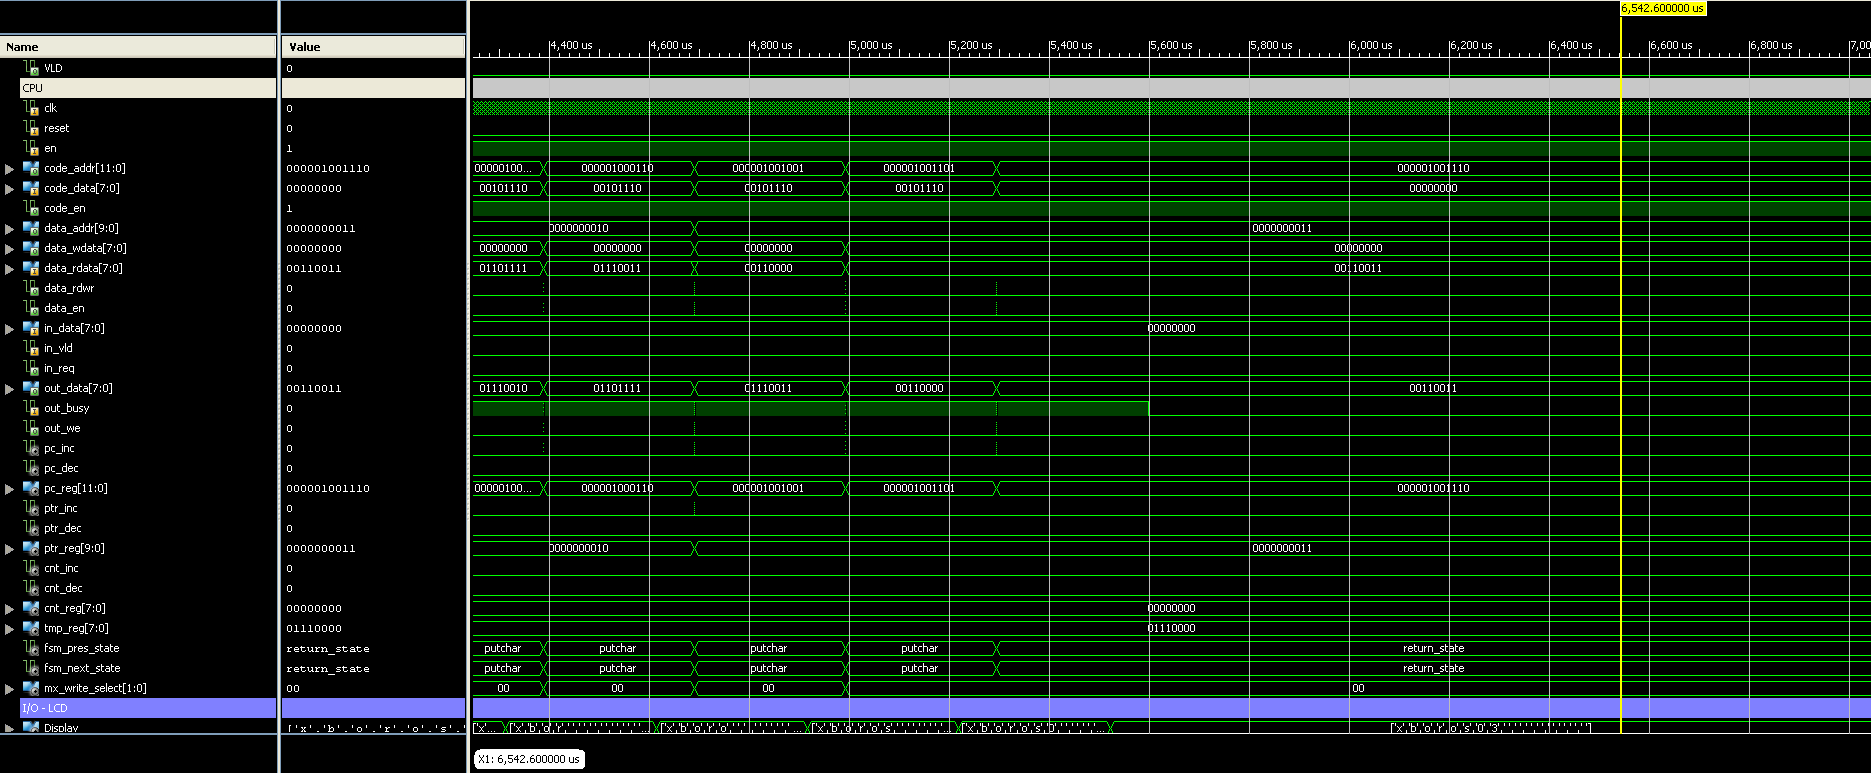 6,542.600000 us
Name Value 4,400 us 4,600 us 4,800 us 5,000 us 5,200 us 5,400 us 5,600 us 5,800 us 6,000 us 6,200 us 6,400 us 6,600 us 6,800 us 7,00
VLD 0
CPU
clk 0
reset 0
en 1
code_addr[11:0] 000001001110 00000100... 000001000110 000001001001 000001001101 000001001110
code_data[7:0] 00000000 00101110 00101110 00101110 00101110 00000000
code_en 1
data_addr[9:0] 0000000011 0000000010 0000000011
data_wdata[7:0] 00000000 00000000 00000000 00000000 00000000
data_rdata[7:0] 00110011 01101111 01110011 00110000 00110011
data_rdwr 0
data_en 0
in_data[7:0] 00000000 00000000
in_vld 0
in_req 0
out_data[7:0] 00110011 01110010 01101111 01110011 00110000 00110011
out_busy 0
out_we 0
pc_inc 0
pc_dec 0
pc_reg[11:0] 000001001110 00000100... 000001000110 000001001001 000001001101 000001001110
ptr_inc 0
ptr_dec 0
ptr_reg[9:0] 0000000011 0000000010 0000000011
cnt_inc 0
cnt_dec 0
cnt_reg[7:0] 00000000 00000000
tmp_reg[7:0] 01110000 01110000
fsm_pres_state return_state putchar putchar putchar putchar return_state
fsm_next_state return_state putchar putchar putchar putchar return_state
mx_write_select[1:0] 00 00 00 00 00
I/O - LCD
Display ['x','b','o','r','o','s',
X1: 6,542.600000 us